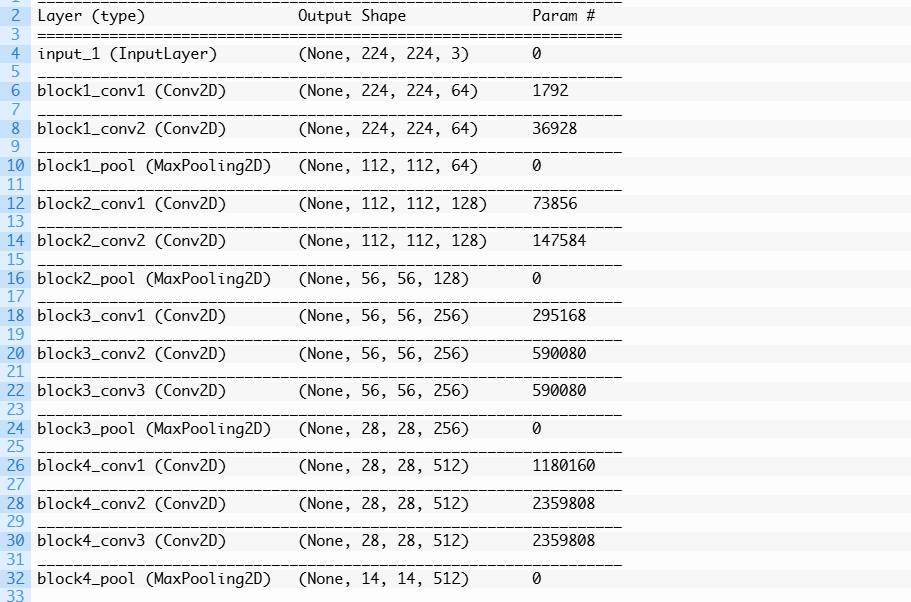 2 Layer (type) Output Shape Param #
3 =================================================================
4 input_1 (InputLayer) (None, 224, 224, 3) 0
5 _________________________________________________________________
6 block1_conv1 (Conv2D) (None, 224, 224, 64) 1792
7 _________________________________________________________________
8 block1_conv2 (Conv2D) (None, 224, 224, 64) 36928
9 _________________________________________________________________
10 block1_pool (MaxPooling2D) (None, 112, 112, 64) 0
11 _________________________________________________________________
12 block2_conv1 (Conv2D) (None, 112, 112, 128) 73856
13 _________________________________________________________________
14 block2_conv2 (Conv2D) (None, 112, 112, 128) 147584
15 _________________________________________________________________
16 block2_pool (MaxPooling2D) (None, 56, 56, 128) 0
17 _________________________________________________________________
18 block3_conv1 (Conv2D) (None, 56, 56, 256) 295168
19 _________________________________________________________________
20 block3_conv2 (Conv2D) (None, 56, 56, 256) 590080
21 _________________________________________________________________
22 block3_conv3 (Conv2D) (None, 56, 56, 256) 590080
23 _________________________________________________________________
24 block3_pool (MaxPooling2D) (None, 28, 28, 256) 0
25 _________________________________________________________________
26 block4_conv1 (Conv2D) (None, 28, 28, 512) 1180160
27 _________________________________________________________________
28 block4_conv2 (Conv2D) (None, 28, 28, 512) 2359808
29 _________________________________________________________________
30 block4_conv3 (Conv2D) (None, 28, 28, 512) 2359808
31 _________________________________________________________________
32 block4_pool (MaxPooling2D) (None, 14, 14, 512) 0
33